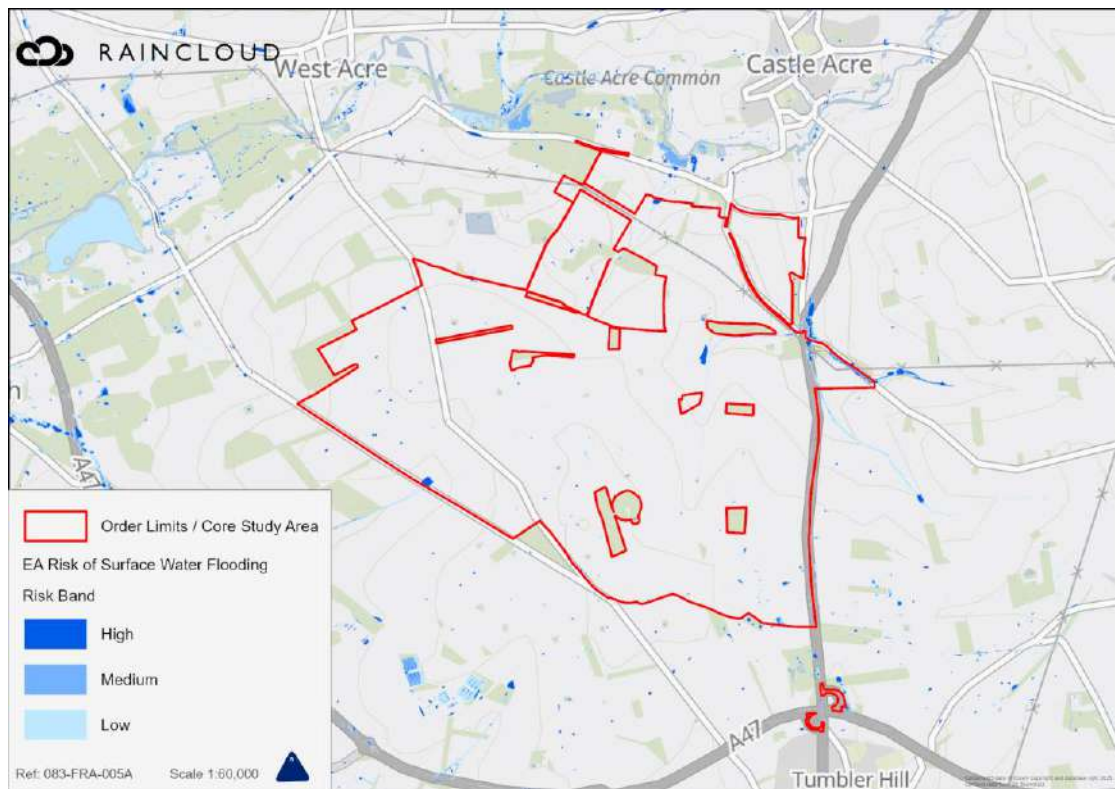 RAINCLOUD
West Acre
Castle Acre Common
Castle Acre
A47
Order Limits / Core Study Area
EA Risk of Surface Water Flooding
Risk Band
High
Medium
Low
Ref: 083-FRA-005A
Scale 1:60,000
A47
Tumbler Hill